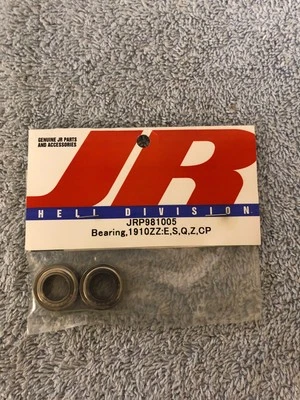 GENUINE JR PARTS
AND ACCESSORIES
JR
HELI DIVISION
JRP981005
Bearing,1910ZZ:E,S,Q,Z,CP